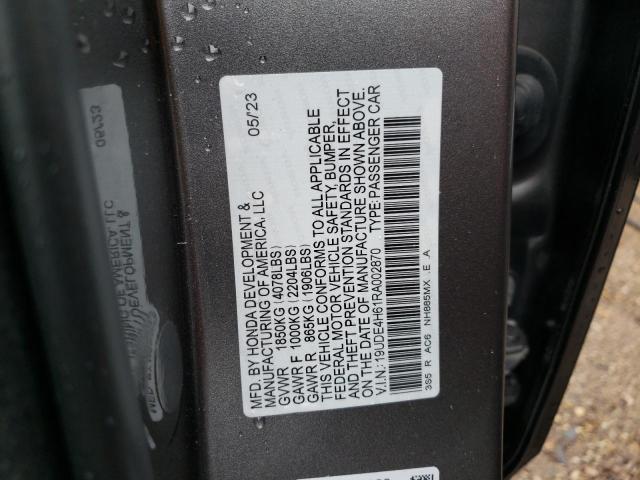 MFD. BY HONDA DEVELOPMENT & 05/23
MANUFACTURING OF AMERICA, LLC
GVWR 1850KG (4078LBS)
GAWR F 1000KG (2204LBS)
GAWR R 865KG (1906LBS)
THIS VEHICLE CONFORMS TO ALL APPLICABLE
FEDERAL MOTOR VEHICLE SAFETY, BUMPER,
AND THEFT PREVENTION STANDARDS IN EFFECT
ON THE DATE OF MANUFACTURE SHOWN ABOVE.
V.I.N.: 19UDE4H61RA002870 TYPE: PASSENGER CAR
3S5 R AC6 NH885MX E A